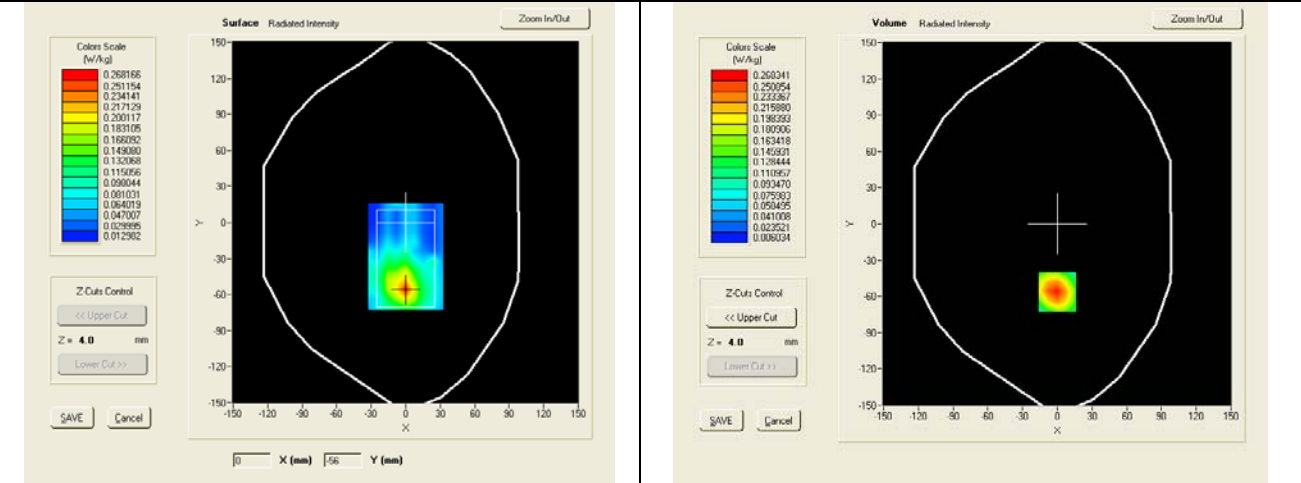 Surface Radiated Intensity
Zoom In/Out
Colors Scale
(W/kg)
0.268166
0.251154
0.234141
0.217129
0.200117
0.183105
0.166092
0.149080
0.132068
0.115056
0.098044
0.081031
0.064019
0.047007
0.029995
0.012982
150
120
90
60
30
0
-30
-60
-90
-120
-150
Y
-150 -120 -90 -60 -30 0 30 60 90 120 150
X
Z-Cuts Control
<< Upper Cut
Z = 4.0 mm
Lower Cut >>
SAVE Cancel
0 X (mm) -56 Y (mm)
Volume Radiated Intensity
Zoom In/Out
Colors Scale
(W/kg)
0.268341
0.250854
0.233367
0.215880
0.198393
0.180906
0.163418
0.145931
0.128444
0.110957
0.093470
0.075983
0.058495
0.041008
0.023521
0.006034
150
120
90
60
30
0
-30
-60
-90
-120
-150
Y
-150 -120 -90 -60 -30 0 30 60 90 120 150
X
Z-Cuts Control
<< Upper Cut
Z = 4.0 mm
Lower Cut >>
SAVE Cancel